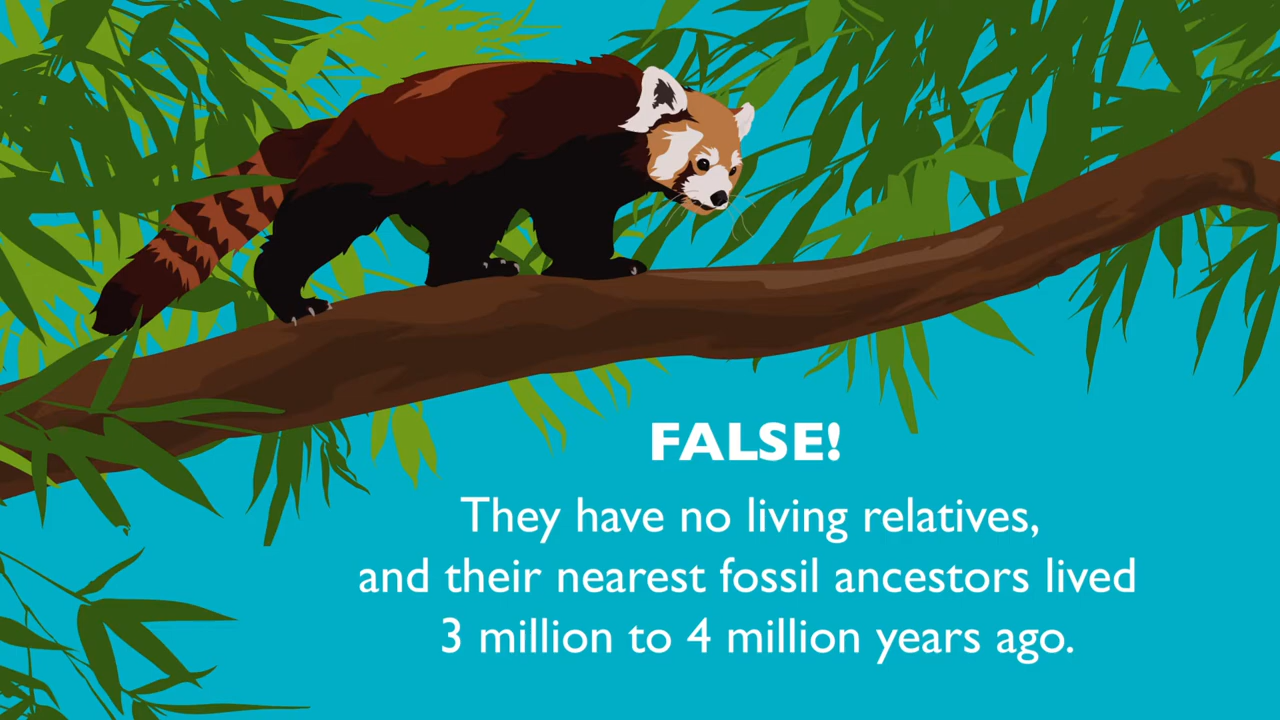 FALSE!
They have no living relatives,
and their nearest fossil ancestors lived
3 million to 4 million years ago.